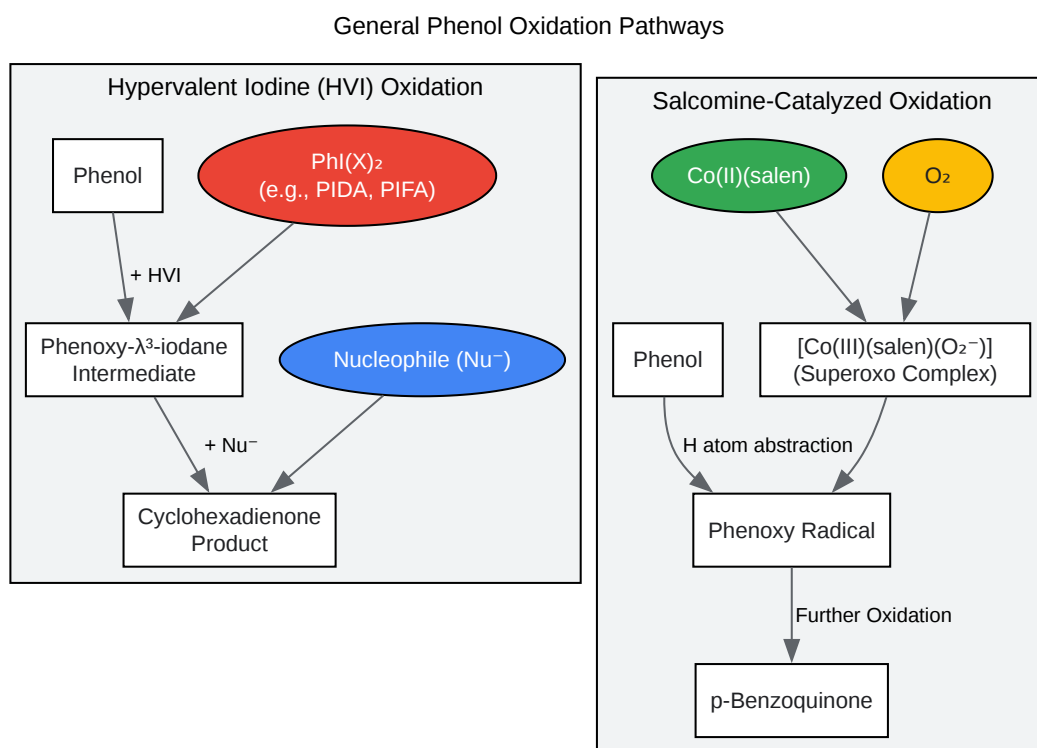 General Phenol Oxidation Pathways
Hypervalent Iodine (HVI) Oxidation
Phenol
PhI(X)₂
(e.g., PIDA, PIFA)
+ HVI
Phenoxy-λ³-iodane
Intermediate
Nucleophile (Nu⁻)
+ Nu⁻
Cyclohexadienone
Product
Salcomine-Catalyzed Oxidation
Co(II)(salen)
O₂
Phenol
[Co(III)(salen)(O₂⁻)]
(Superoxo Complex)
H atom abstraction
Phenoxy Radical
Further Oxidation
p-Benzoquinone